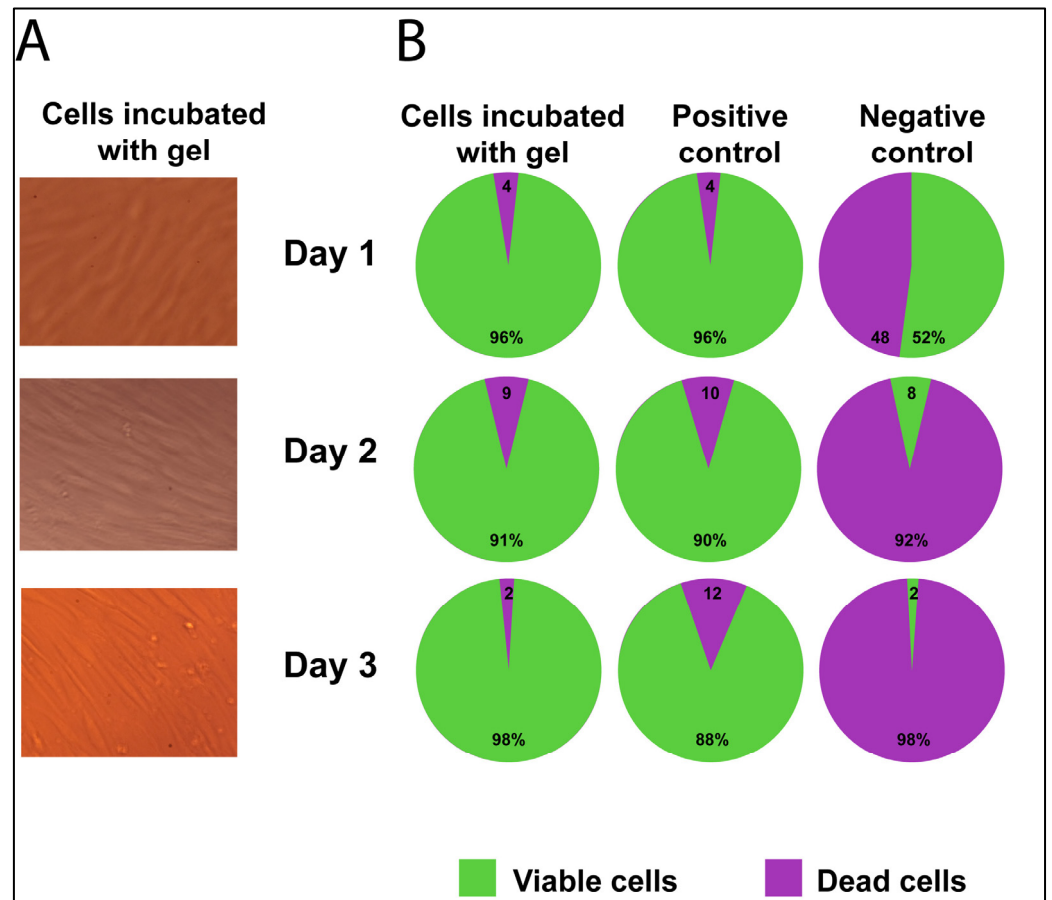 A
B
Cells incubated
with gel
Cells incubated
with gel
Positive
control
Negative
control
Day 1
4
96%
4
96%
48
52%
Day 2
9
91%
10
90%
8
92%
Day 3
2
98%
12
88%
2
98%
Viable cells
Dead cells